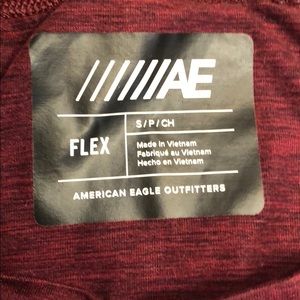 AE
FLEX
S/P/CH
Made in Vietnam
Fabriqué au Vietnam
Hecho en Vietnam
AMERICAN EAGLE OUTFITTERS